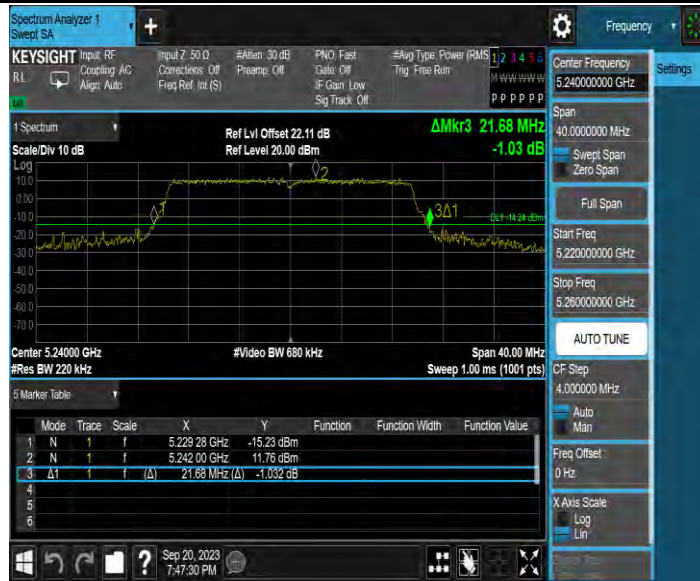 Spectrum Analyzer 1
Swept SA
+
Frequency
KEYSIGHT
RL
Input: RF
Coupling: AC
Align: Auto
Input Z: 50 Ω
Corrections: Off
Freq Ref: Int (S)
#Atten: 30 dB
Preamp: Off
PNO: Fast
Gate: Off
IF Gain: Low
Sig Track: Off
#Avg Type: Power (RMS
Trig: Free Run
1 2 3 4 5 6
M W W W W W
P P P P P P
Settings
Center Frequency
5.240000000 GHz
Span
40.0000000 MHz
Swept Span
Zero Span
Full Span
Start Freq
5.220000000 GHz
Stop Freq
5.260000000 GHz
AUTO TUNE
CF Step
4.000000 MHz
Auto
Man
Freq Offset
0 Hz
X Axis Scale
Log
Lin
1 Spectrum
Scale/Div 10 dB
Ref Lvl Offset 22.11 dB
Ref Level 20.00 dBm
ΔMkr3 21.68 MHz
-1.03 dB
Log
10.0
0.00
-10.0
-20.0
-30.0
-40.0
-50.0
-60.0
-70.0
1
2
3Δ1
DL1 -14.24 dBm
Center 5.24000 GHz
#Res BW 220 kHz
#Video BW 680 kHz
Span 40.00 MHz
Sweep 1.00 ms (1001 pts)
5 Marker Table
Mode Trace Scale X Y Function Function Width Function Value
1 N 1 f 5.229 28 GHz -15.23 dBm
2 N 1 f 5.242 00 GHz 11.76 dBm
3 Δ1 1 f (Δ) 21.68 MHz (Δ) -1.032 dB
4
5
6
?
Sep 20, 2023
7:47:30 PM